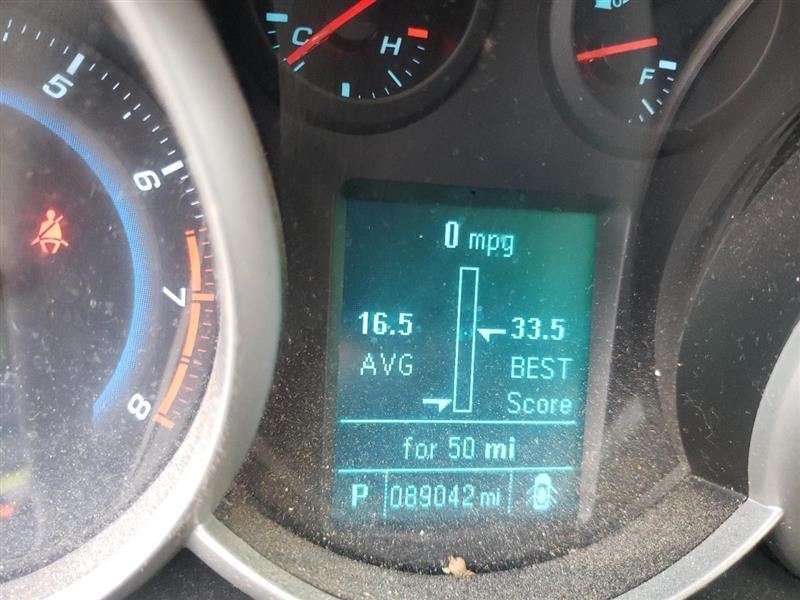 C H
F
5
6
7
8
0 mpg
16.5 33.5
AVG BEST
Score
for 50 mi
P 089042 mi